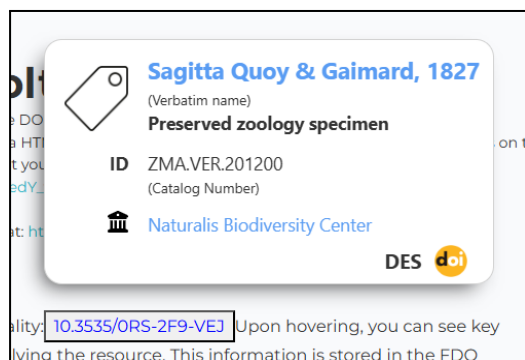 Sagitta Quoy & Gaimard, 1827
(Verbatim name)
Preserved zoology specimen
ID ZMA.VER.201200
(Catalog Number)
Naturalis Biodiversity Center
DES doi
10.3535/0RS-2F9-VEJ Upon hovering, you can see key
the resource. This information is stored in the FDO